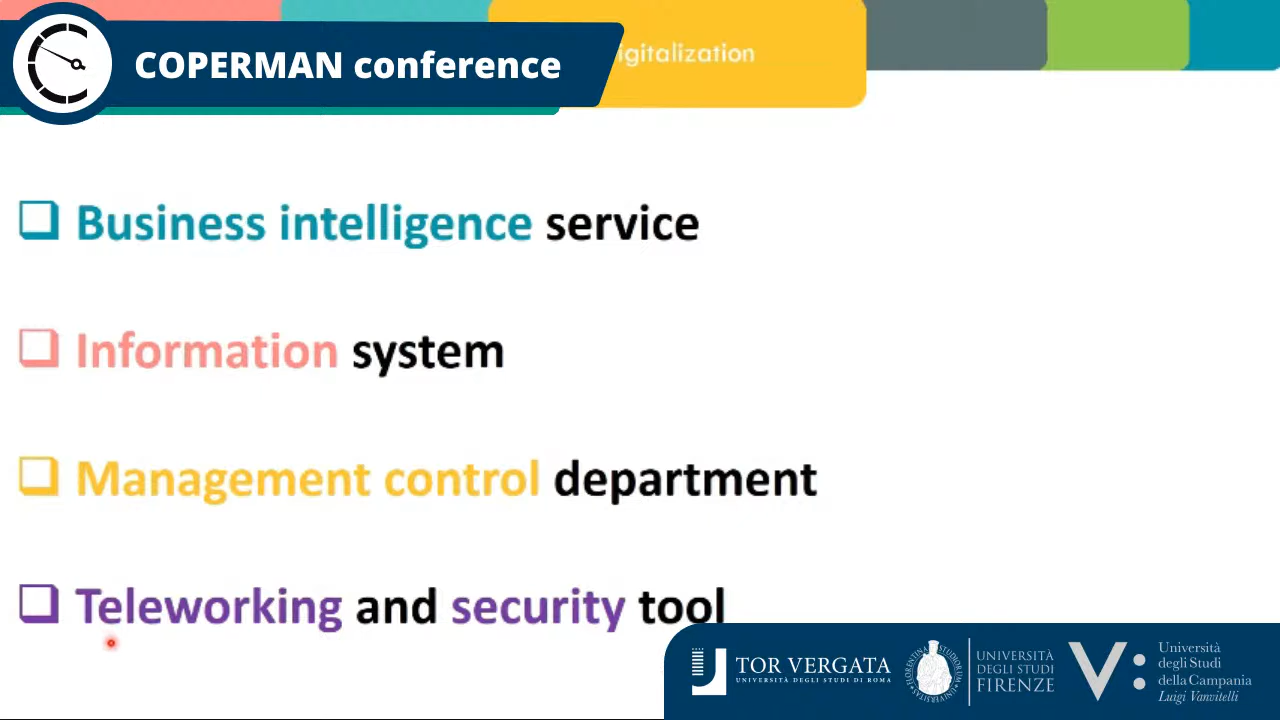 COPERMAN conference
igitalization
Business intelligence service
Information system
Management control department
Teleworking and security tool
TOR VERGATA
UNIVERSITÀ DEGLI STUDI DI ROMA
UNIVERSITÀ
DEGLI STUDI
FIRENZE
Università
degli Studi
della Campania
Luigi Vanvitelli